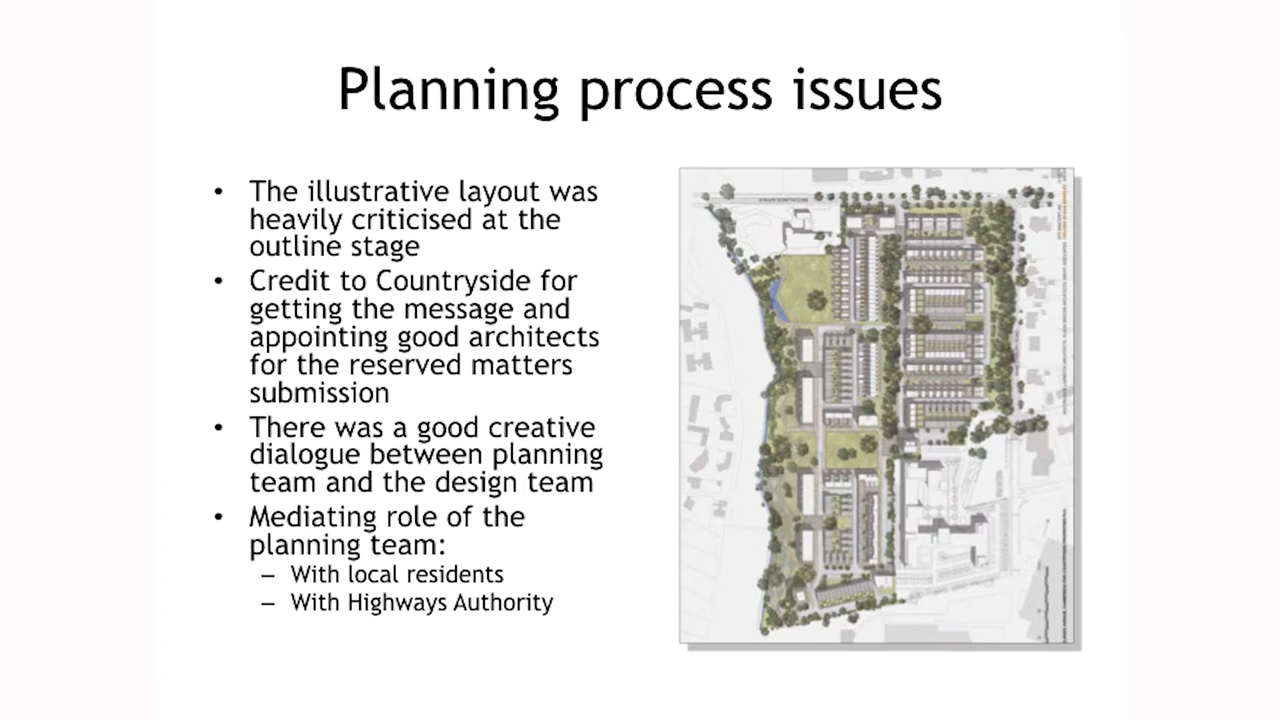 Planning process issues
• The illustrative layout was
heavily criticised at the
outline stage
• Credit to Countryside for
getting the message and
appointing good architects
for the reserved matters
submission
• There was a good creative
dialogue between planning
team and the design team
• Mediating role of the
planning team:
– With local residents
– With Highways Authority